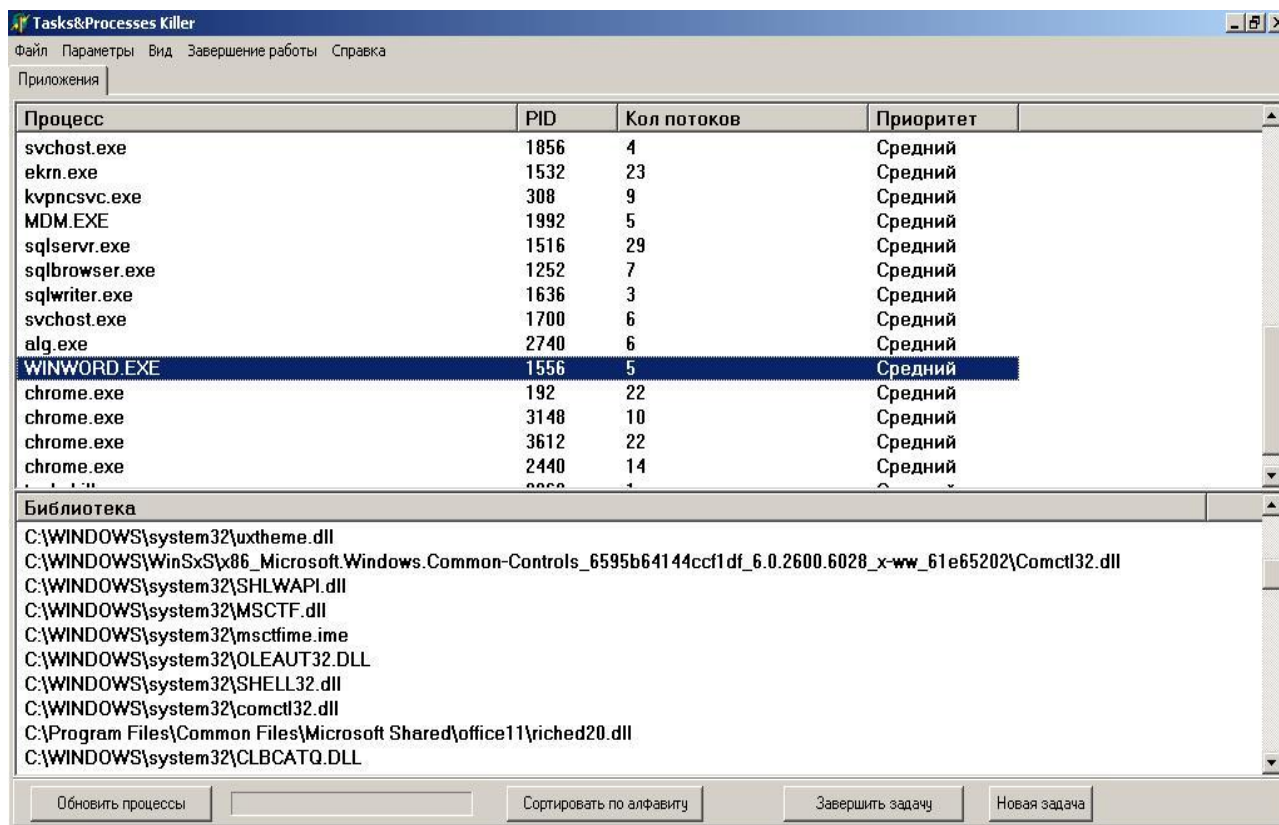 Tasks&Processes Killer
Файл Параметры Вид Завершение работы Справка
Приложения
Процесс PID Кол потоков Приоритет
svchost.exe 1856 4 Средний
ekrn.exe 1532 23 Средний
kvpncsvc.exe 308 9 Средний
MDM.EXE 1992 5 Средний
sqlservr.exe 1516 29 Средний
sqlbrowser.exe 1252 7 Средний
sqlwriter.exe 1636 3 Средний
svchost.exe 1700 6 Средний
alg.exe 2740 6 Средний
WINWORD.EXE 1556 5 Средний
chrome.exe 192 22 Средний
chrome.exe 3148 10 Средний
chrome.exe 3612 22 Средний
chrome.exe 2440 14 Средний
Библиотека
C:\WINDOWS\system32\uxtheme.dll
C:\WINDOWS\WinSxS\x86_Microsoft.Windows.Common-Controls_6595b64144ccf1df_6.0.2600.6028_x-ww_61e65202\Comctl32.dll
C:\WINDOWS\system32\SHLWAPI.dll
C:\WINDOWS\system32\MSCTF.dll
C:\WINDOWS\system32\msctfime.ime
C:\WINDOWS\system32\OLEAUT32.DLL
C:\WINDOWS\system32\SHELL32.dll
C:\WINDOWS\system32\comctl32.dll
C:\Program Files\Common Files\Microsoft Shared\office11\riched20.dll
C:\WINDOWS\system32\CLBCATQ.DLL
Обновить процессы Сортировать по алфавиту Завершить задачу Новая задача